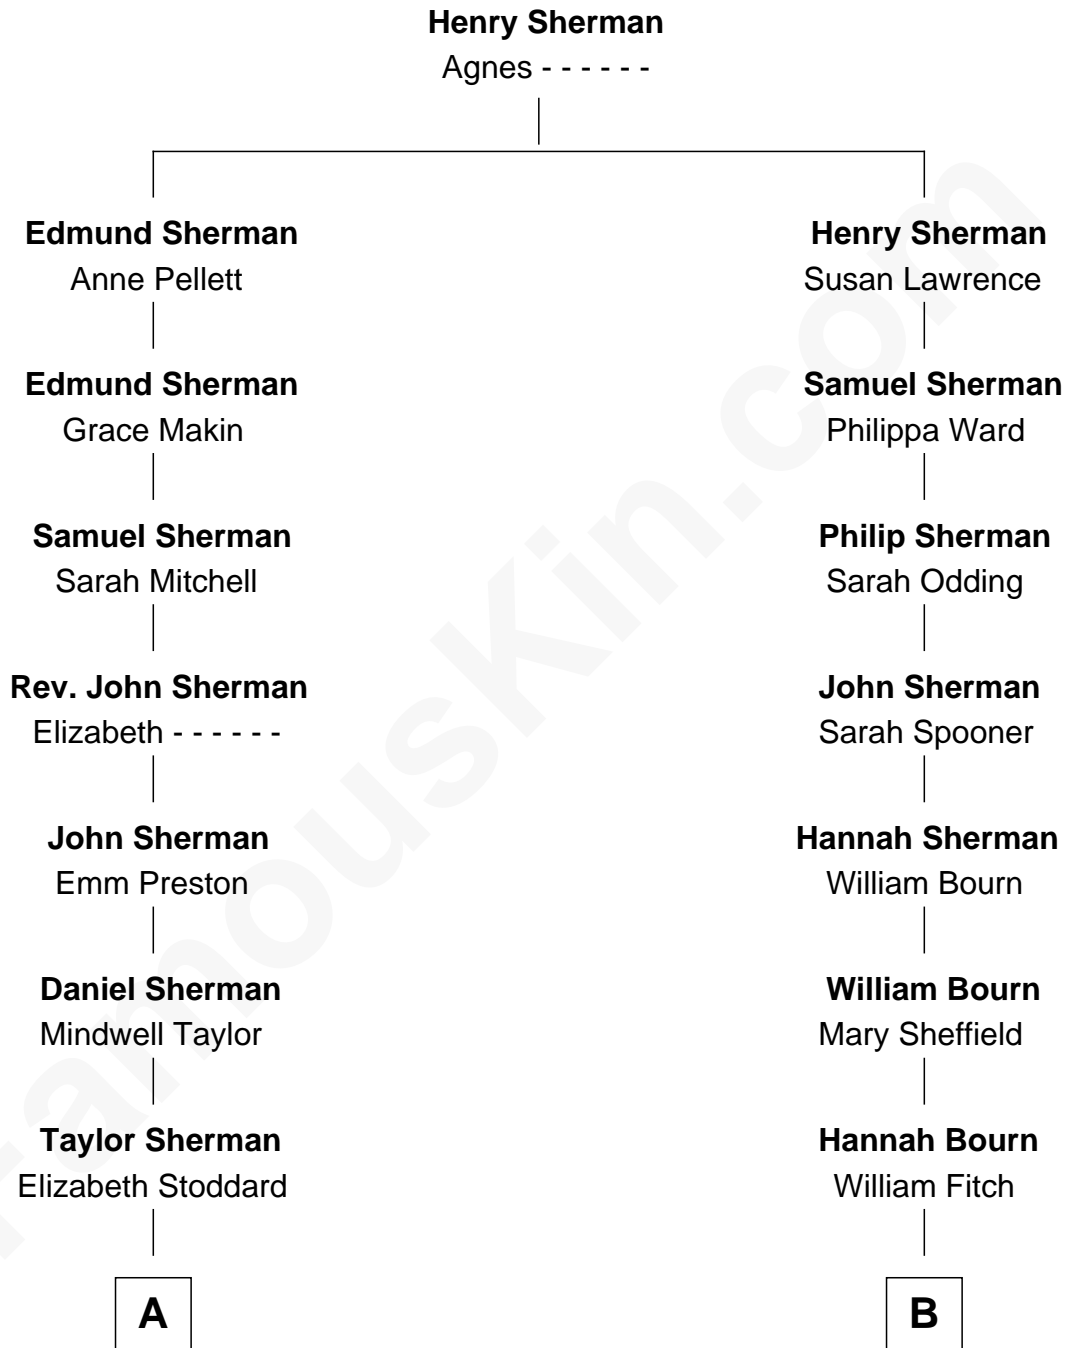 Henry Sherman
Agnes - - - - - -
Edmund Sherman
Anne Pellett
Henry Sherman
Susan Lawrence
Edmund Sherman
Grace Makin
Samuel Sherman
Philippa Ward
Samuel Sherman
Sarah Mitchell
Philip Sherman
Sarah Odding
Rev. John Sherman
Elizabeth - - - - - -
John Sherman
Sarah Spooner
John Sherman
Emm Preston
Hannah Sherman
William Bourn
Daniel Sherman
Mindwell Taylor
William Bourn
Mary Sheffield
Taylor Sherman
Elizabeth Stoddard
Hannah Bourn
William Fitch
A
B
FamousKin.com